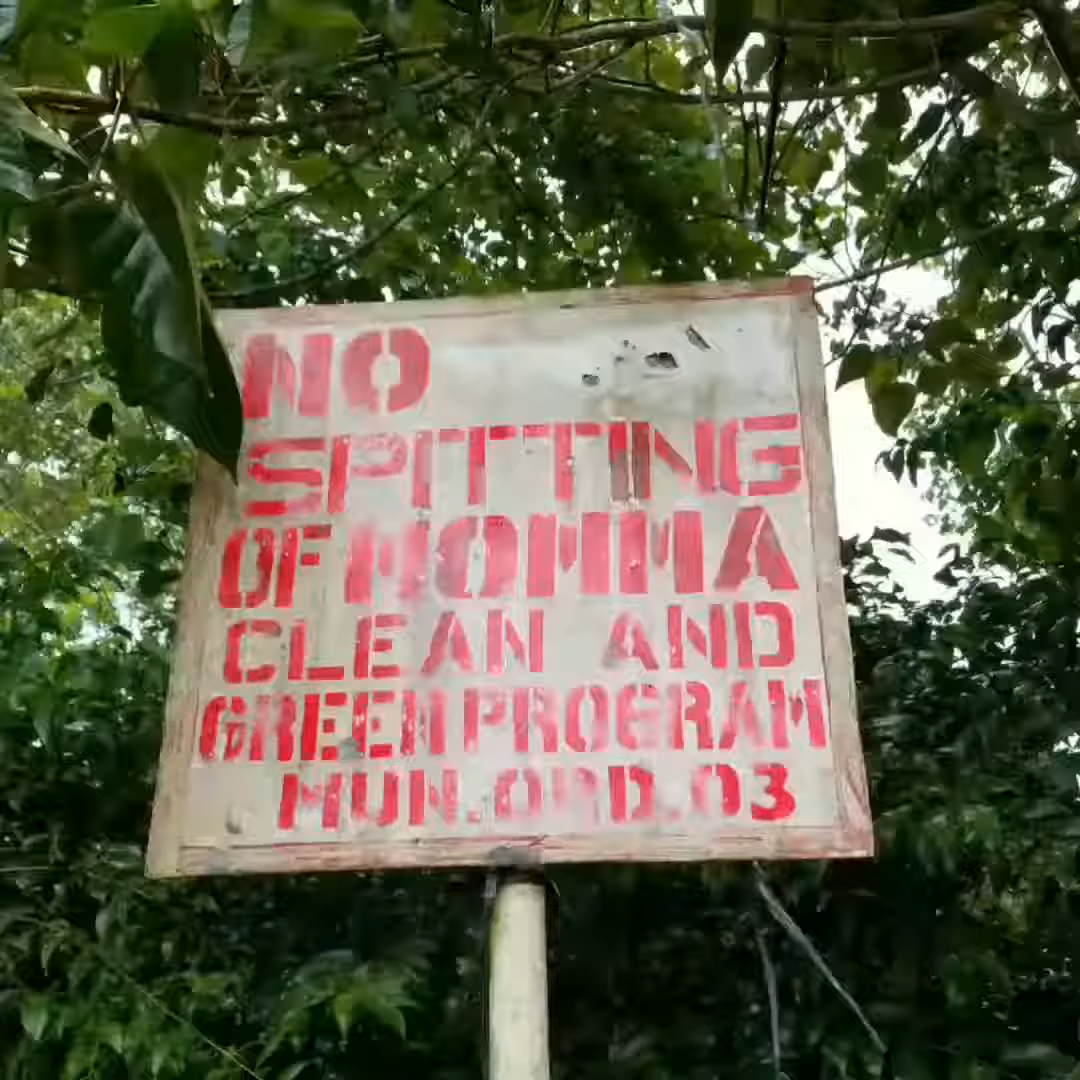 NO
SPITTING
OF MOMMA
CLEAN AND
GREEN PROGRAM
MUN.ORD.03